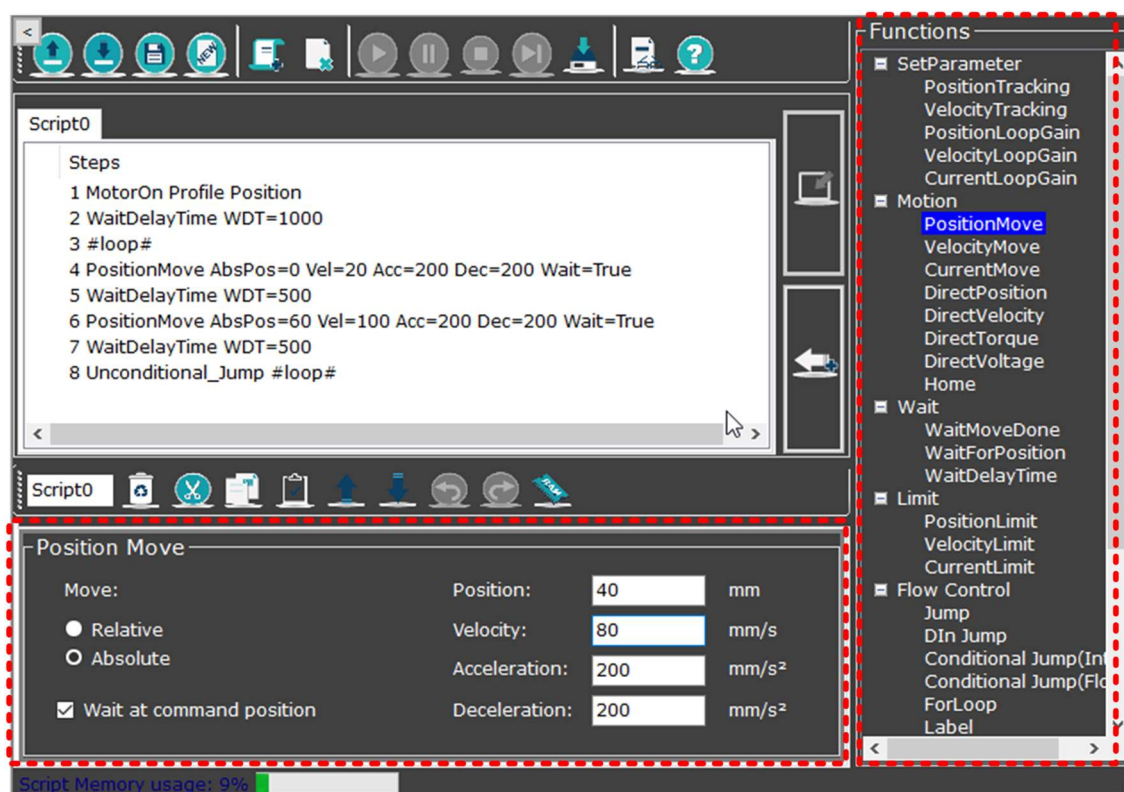 <
NEW
?
Script0
Steps
1 MotorOn Profile Position
2 WaitDelayTime WDT=1000
3 #loop#
4 PositionMove AbsPos=0 Vel=20 Acc=200 Dec=200 Wait=True
5 WaitDelayTime WDT=500
6 PositionMove AbsPos=60 Vel=100 Acc=200 Dec=200 Wait=True
7 WaitDelayTime WDT=500
8 Unconditional_Jump #loop#
Script0
RAM
Position Move
Move:
Relative
Absolute
Wait at command position
Position: 40 mm
Velocity: 80 mm/s
Acceleration: 200 mm/s²
Deceleration: 200 mm/s²
Script Memory usage: 9%
Functions
SetParameter
PositionTracking
VelocityTracking
PositionLoopGain
VelocityLoopGain
CurrentLoopGain
Motion
PositionMove
VelocityMove
CurrentMove
DirectPosition
DirectVelocity
DirectTorque
DirectVoltage
Home
Wait
WaitMoveDone
WaitForPosition
WaitDelayTime
Limit
PositionLimit
VelocityLimit
CurrentLimit
Flow Control
Jump
DIn Jump
Conditional Jump(Int
Conditional Jump(Flo
ForLoop
Label